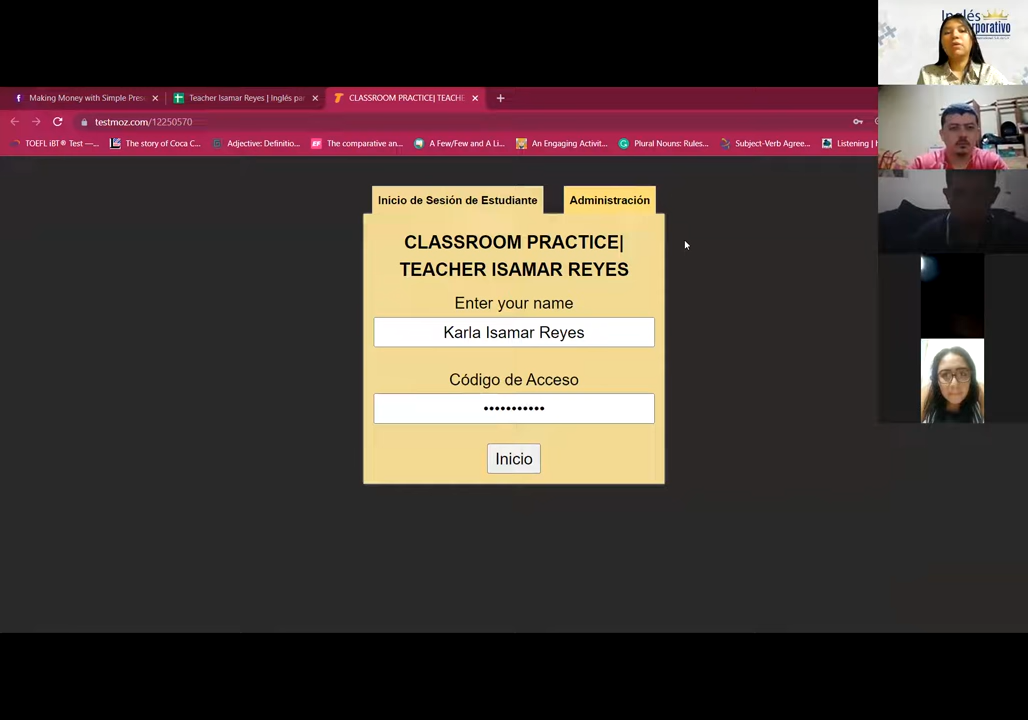 Inglés
Making Money with Simple Pres
Teacher Isamar Reyes | Inglés par
CLASSROOM PRACTICE| TEACHE
testmoz.com/12250570
TOEFL iBT® Test —...
The story of Coca C...
Adjective: Definitio...
EF
The comparative an...
A Few/Few and A Li...
An Engaging Activit...
Plural Nouns: Rules...
Subject-Verb Agree...
Listening |
Inicio de Sesión de Estudiante
Administración
CLASSROOM PRACTICE|
TEACHER ISAMAR REYES
Enter your name
Karla Isamar Reyes
Código de Acceso
•••••••••••
Inicio